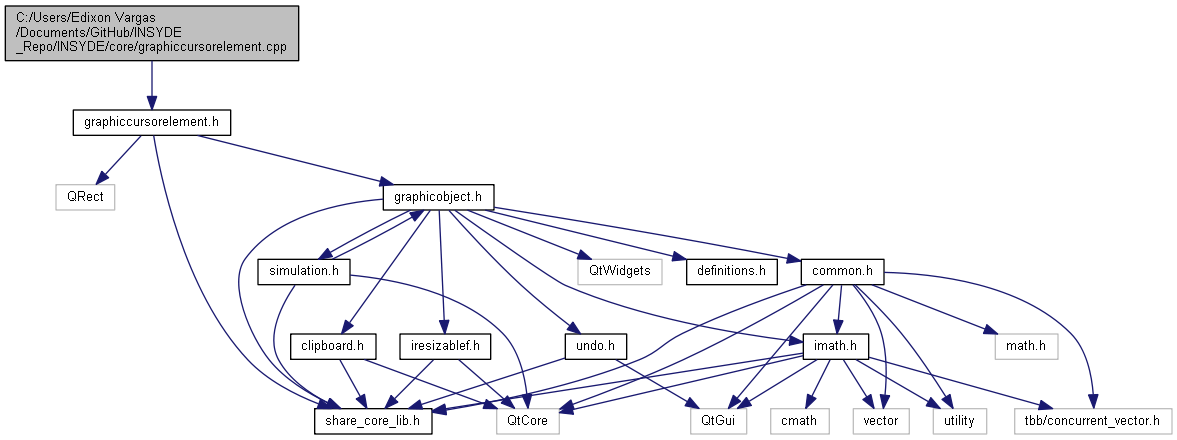 C:/Users/Edixon Vargas
/Documents/GitHub/INSYDE
_Repo/INSYDE/core/graphiccursorelement.cpp
graphiccursorelement.h
QRect
graphicobject.h
simulation.h
QtWidgets
definitions.h
common.h
clipboard.h
iresizablef.h
undo.h
imath.h
math.h
share_core_lib.h
QtCore
QtGui
cmath
vector
utility
tbb/concurrent_vector.h